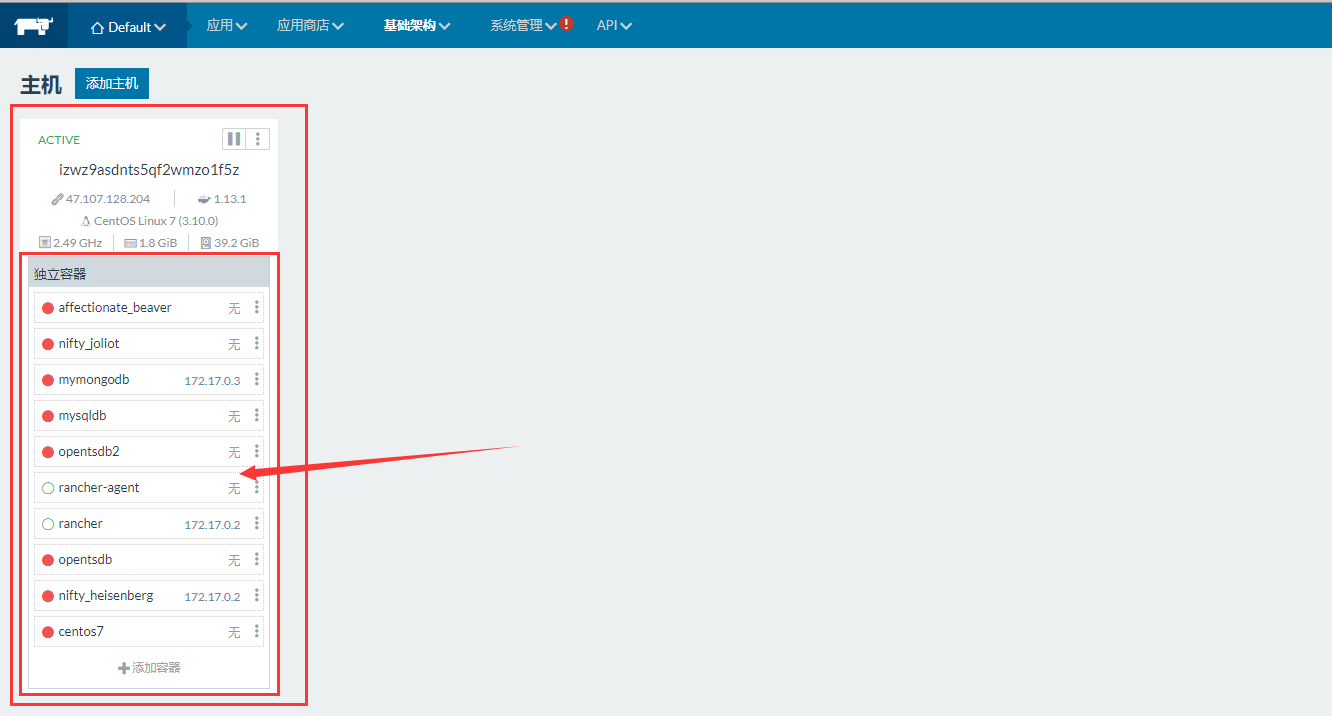 Default 应用 应用商店 基础架构 系统管理 ! API
主机 添加主机
ACTIVE
izwz9asdnts5qf2wmzo1f5z
47.107.128.204 1.13.1
CentOS Linux 7 (3.10.0)
2.49 GHz 1.8 GiB 39.2 GiB
独立容器
affectionate_beaver 无
nifty_joliot 无
mymongodb 172.17.0.3
mysqldb 无
opentsdb2 无
rancher-agent 无
rancher 172.17.0.2
opentsdb 无
nifty_heisenberg 172.17.0.2
centos7 无
添加容器